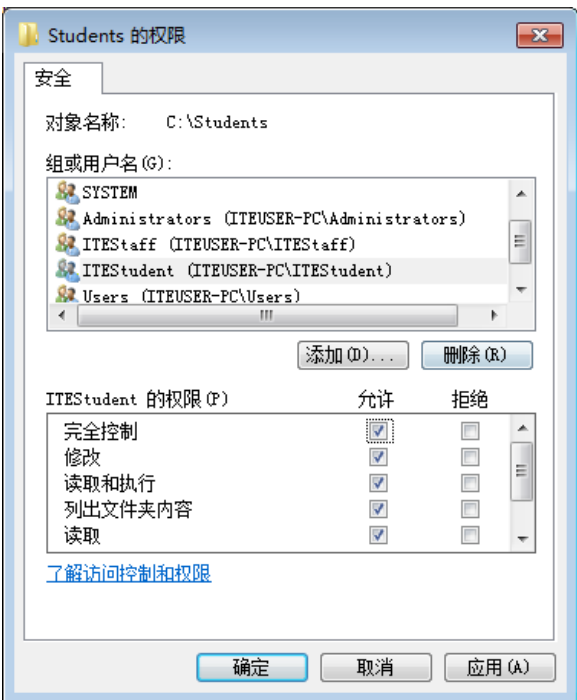 Students 的权限
安全
对象名称: C:\Students
组或用户名(G):
SYSTEM
Administrators (ITEUSER-PC\Administrators)
ITEStaff (ITEUSER-PC\ITEStaff)
ITEStudent (ITEUSER-PC\ITEStudent)
Users (ITEUSER-PC\Users)
添加(D)... 删除(R)
ITEStudent 的权限(P) 允许 拒绝
完全控制
修改
读取和执行
列出文件夹内容
读取
了解访问控制和权限
确定 取消 应用(A)